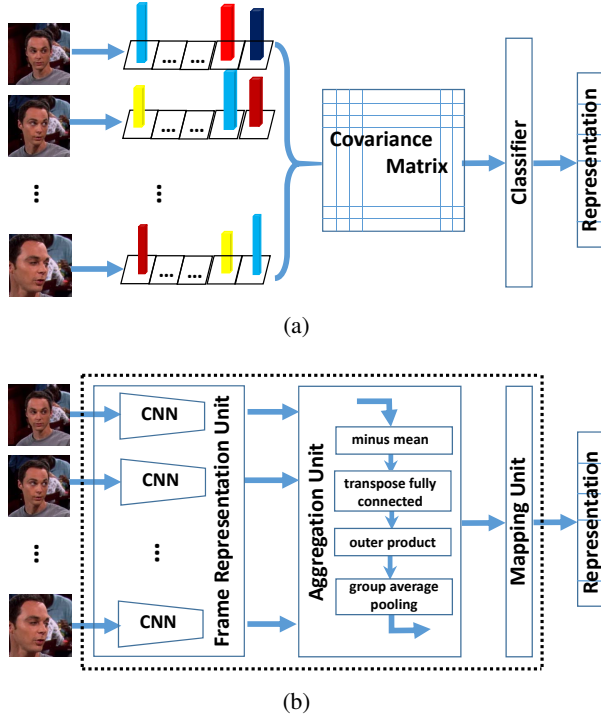 ... ...
... ...
Covariance
Matrix
Classifier
Representation
...
...
... ...
(a)
CNN
CNN
...
...
CNN
Frame Representation Unit
Aggregation Unit
minus mean
transpose fully
connected
outer product
group average
pooling
Mapping Unit
Representation
(b)